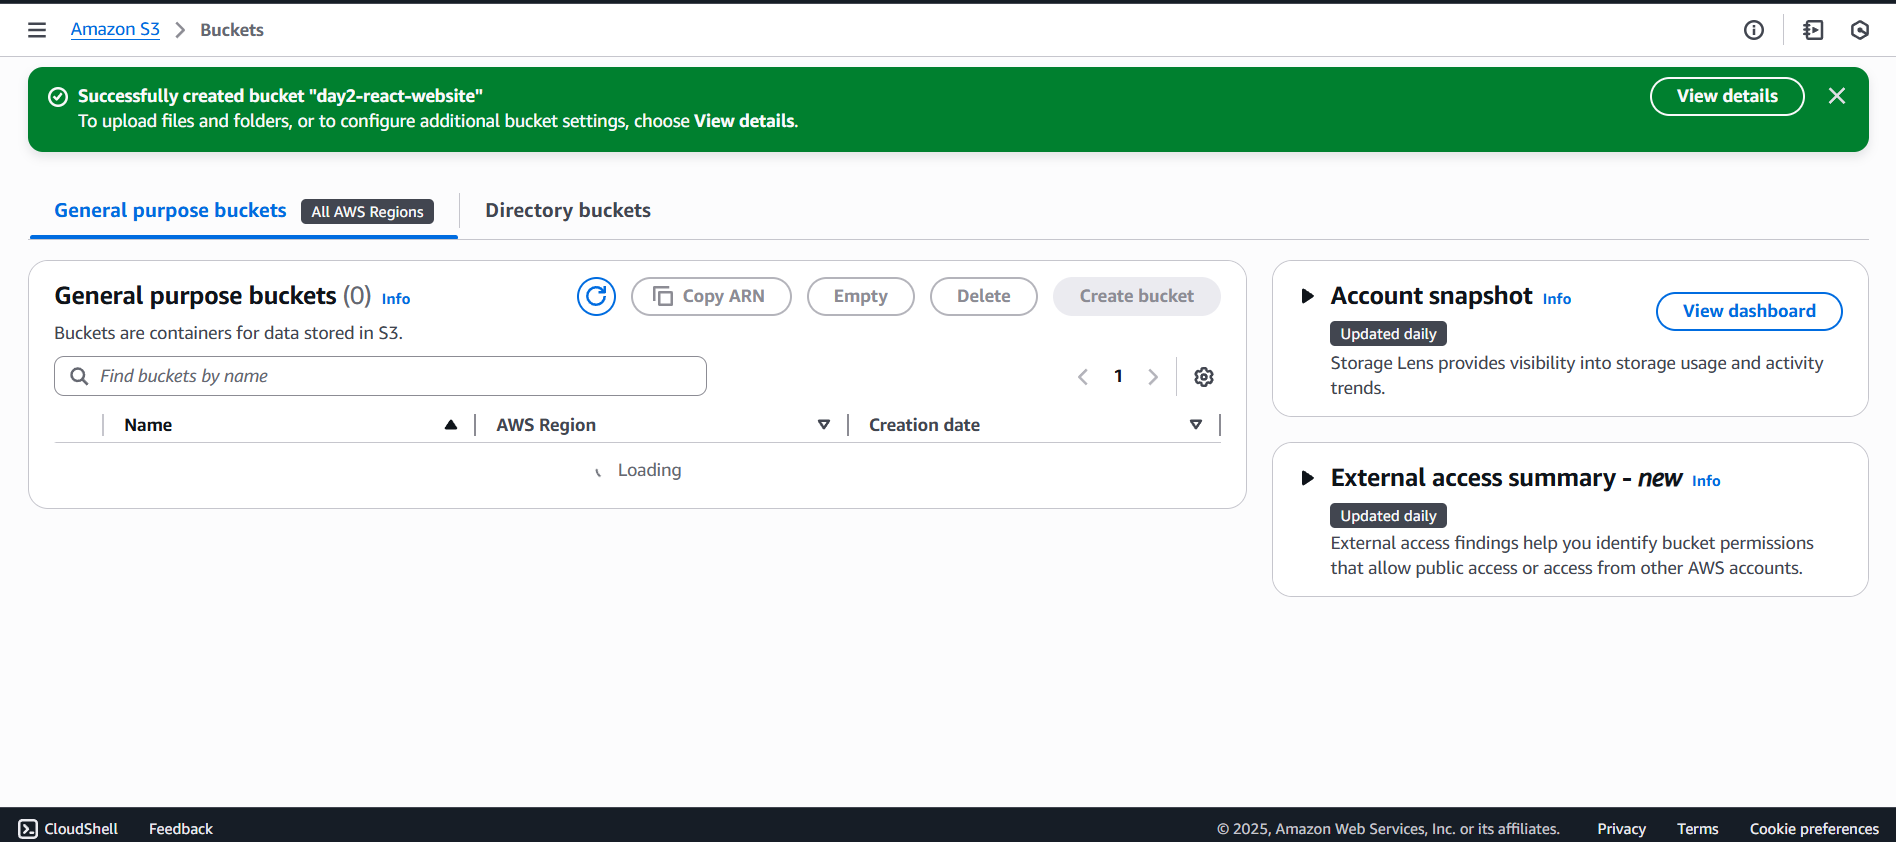 Amazon S3 > Buckets
Successfully created bucket "day2-react-website"
To upload files and folders, or to configure additional bucket settings, choose View details.
View details
General purpose buckets All AWS Regions Directory buckets
General purpose buckets (0) Info
Copy ARN Empty Delete Create bucket
Buckets are containers for data stored in S3.
Find buckets by name
1
Name AWS Region Creation date
Loading
Account snapshot Info
View dashboard
Updated daily
Storage Lens provides visibility into storage usage and activity
trends.
External access summary - new Info
Updated daily
External access findings help you identify bucket permissions
that allow public access or access from other AWS accounts.
CloudShell Feedback © 2025, Amazon Web Services, Inc. or its affiliates. Privacy Terms Cookie preferences